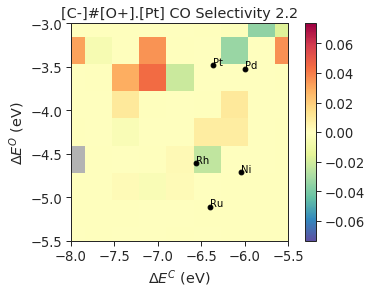 [C-]#[O+].[Pt] CO Selectivity 2.2
−3.0
−3.5
−4.0
−4.5
−5.0
−5.5
ΔE^O (eV)
−8.0 −7.5 −7.0 −6.5 −6.0 −5.5
ΔE^C (eV)
Pt
Pd
Rh
Ni
Ru
0.06
0.04
0.02
0.00
−0.02
−0.04
−0.06